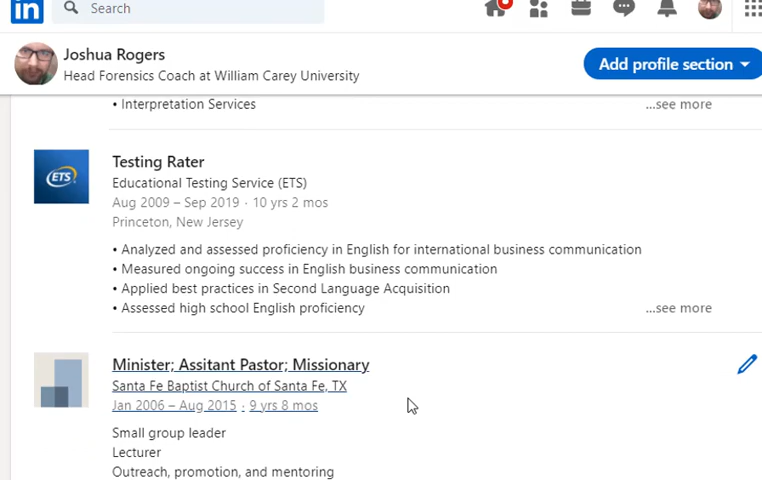 in
Search
Joshua Rogers
Head Forensics Coach at William Carey University
Add profile section
• Interpretation Services
...see more
ETS
Testing Rater
Educational Testing Service (ETS)
Aug 2009 – Sep 2019 · 10 yrs 2 mos
Princeton, New Jersey
• Analyzed and assessed proficiency in English for international business communication
• Measured ongoing success in English business communication
• Applied best practices in Second Language Acquisition
• Assessed high school English proficiency
...see more
Minister; Assitant Pastor; Missionary
Santa Fe Baptist Church of Santa Fe, TX
Jan 2006 – Aug 2015 · 9 yrs 8 mos
Small group leader
Lecturer
Outreach, promotion, and mentoring